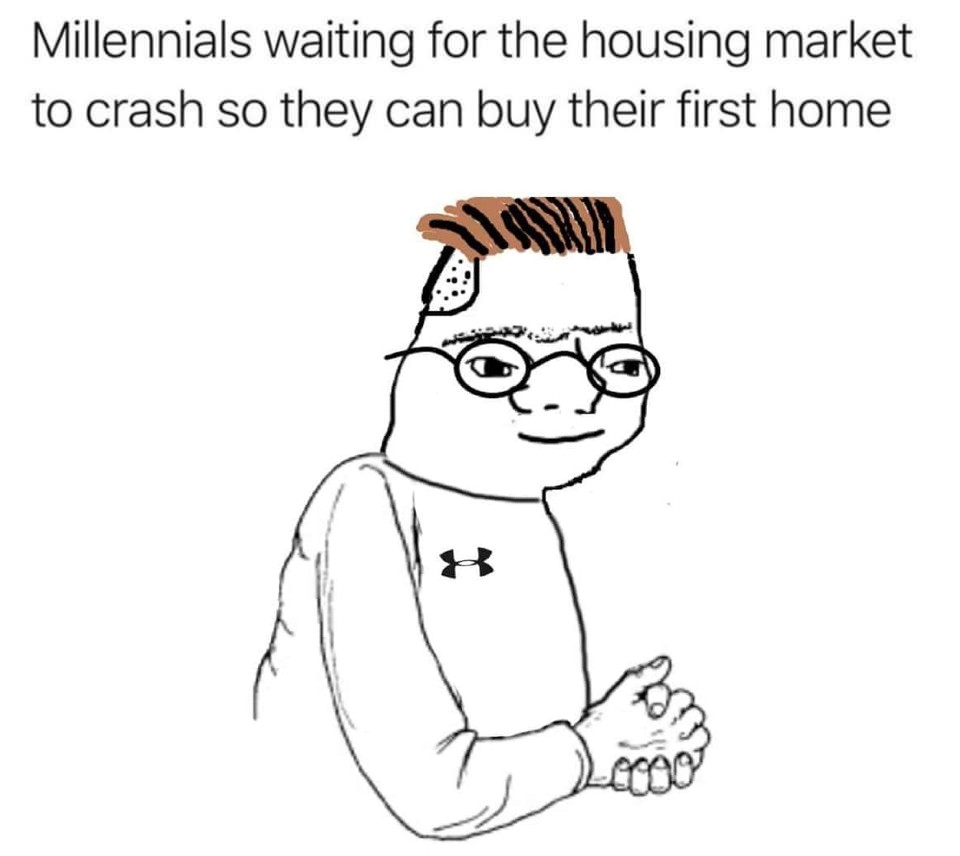 Millennials waiting for the housing market
to crash so they can buy their first home